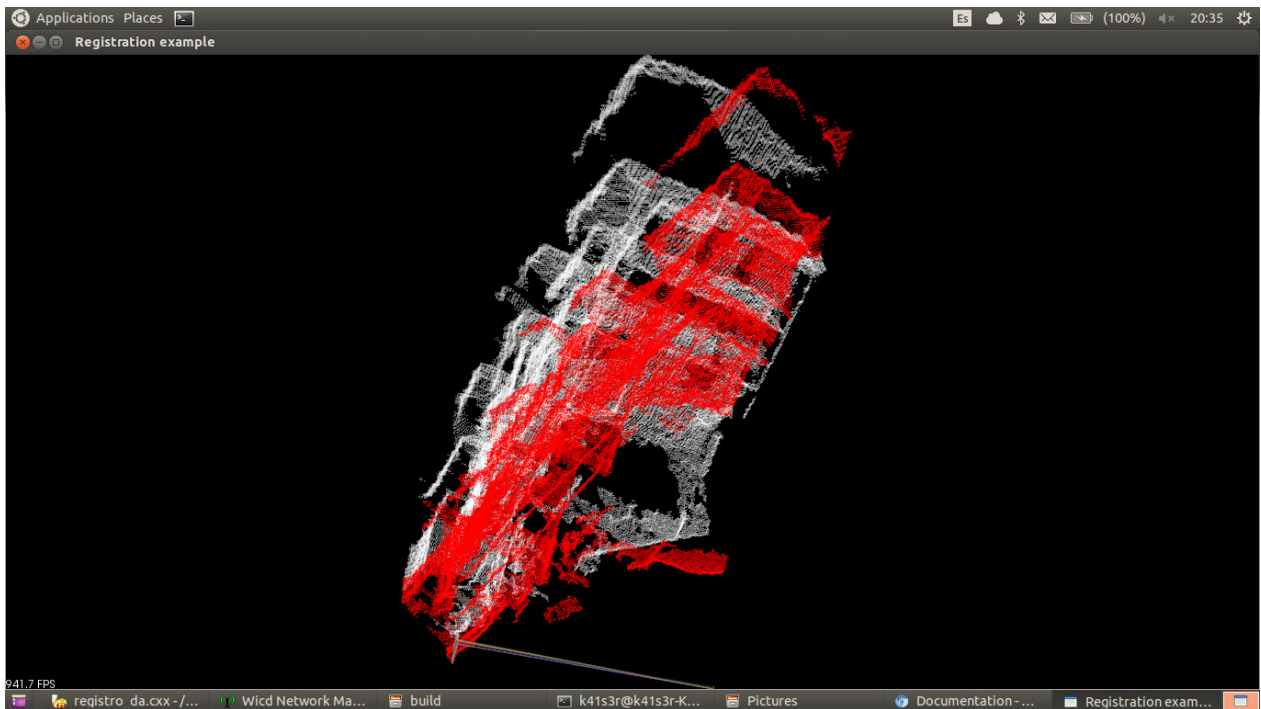 Applications Places Es (100%) 20:35
Registration example
941.7 FPS
registro_da.cxx - /... Wicd Network Ma... build k41s3r@k41s3r-K... Pictures Documentation - ... Registration exam...